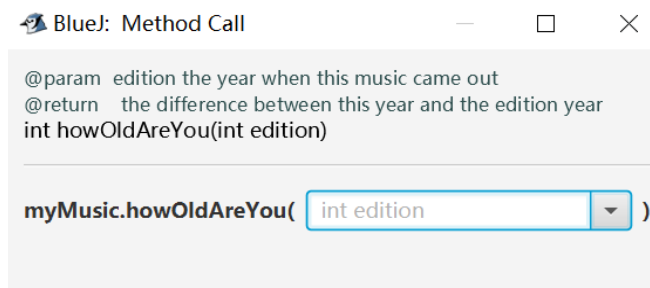 BlueJ: Method Call
@param edition the year when this music came out
@return the difference between this year and the edition year
int howOldAreYou(int edition)
myMusic.howOldAreYou( int edition )